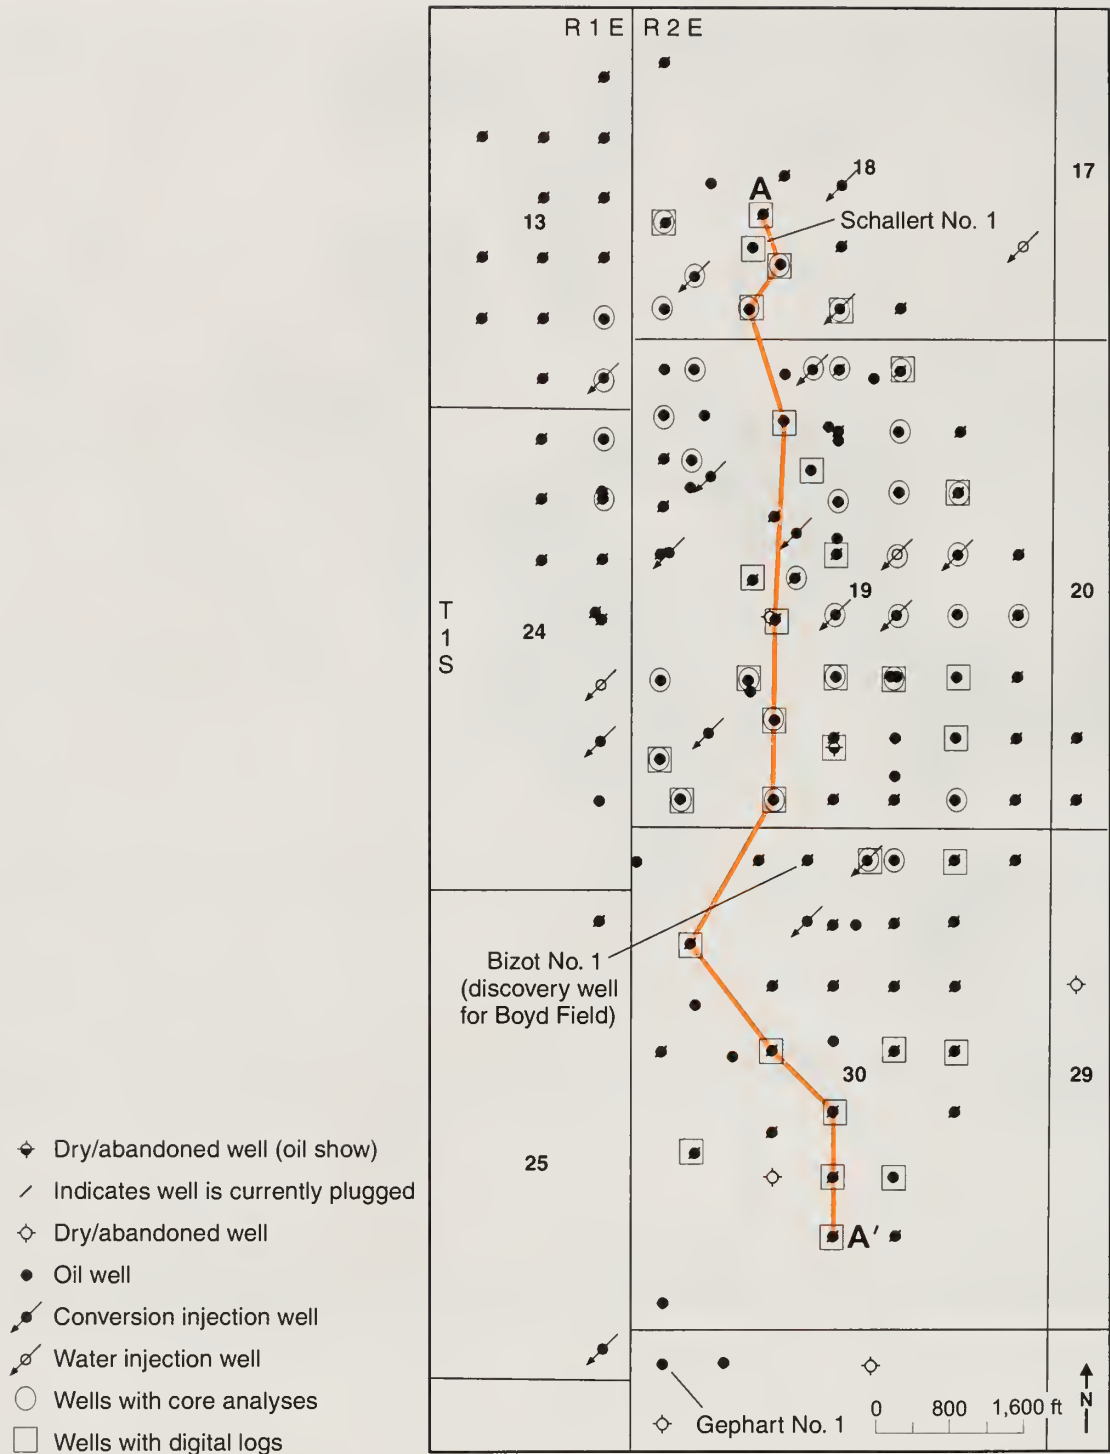 R 1 E R 2 E
18
17
A
13
Schallert No. 1
T
1
S
24
19
20
Bizot No. 1
(discovery well
for Boyd Field)
30
29
25
A′
Dry/abandoned well (oil show)
Indicates well is currently plugged
Dry/abandoned well
Oil well
Conversion injection well
Water injection well
Wells with core analyses
Wells with digital logs
Gephart No. 1
0 800 1,600 ft
N